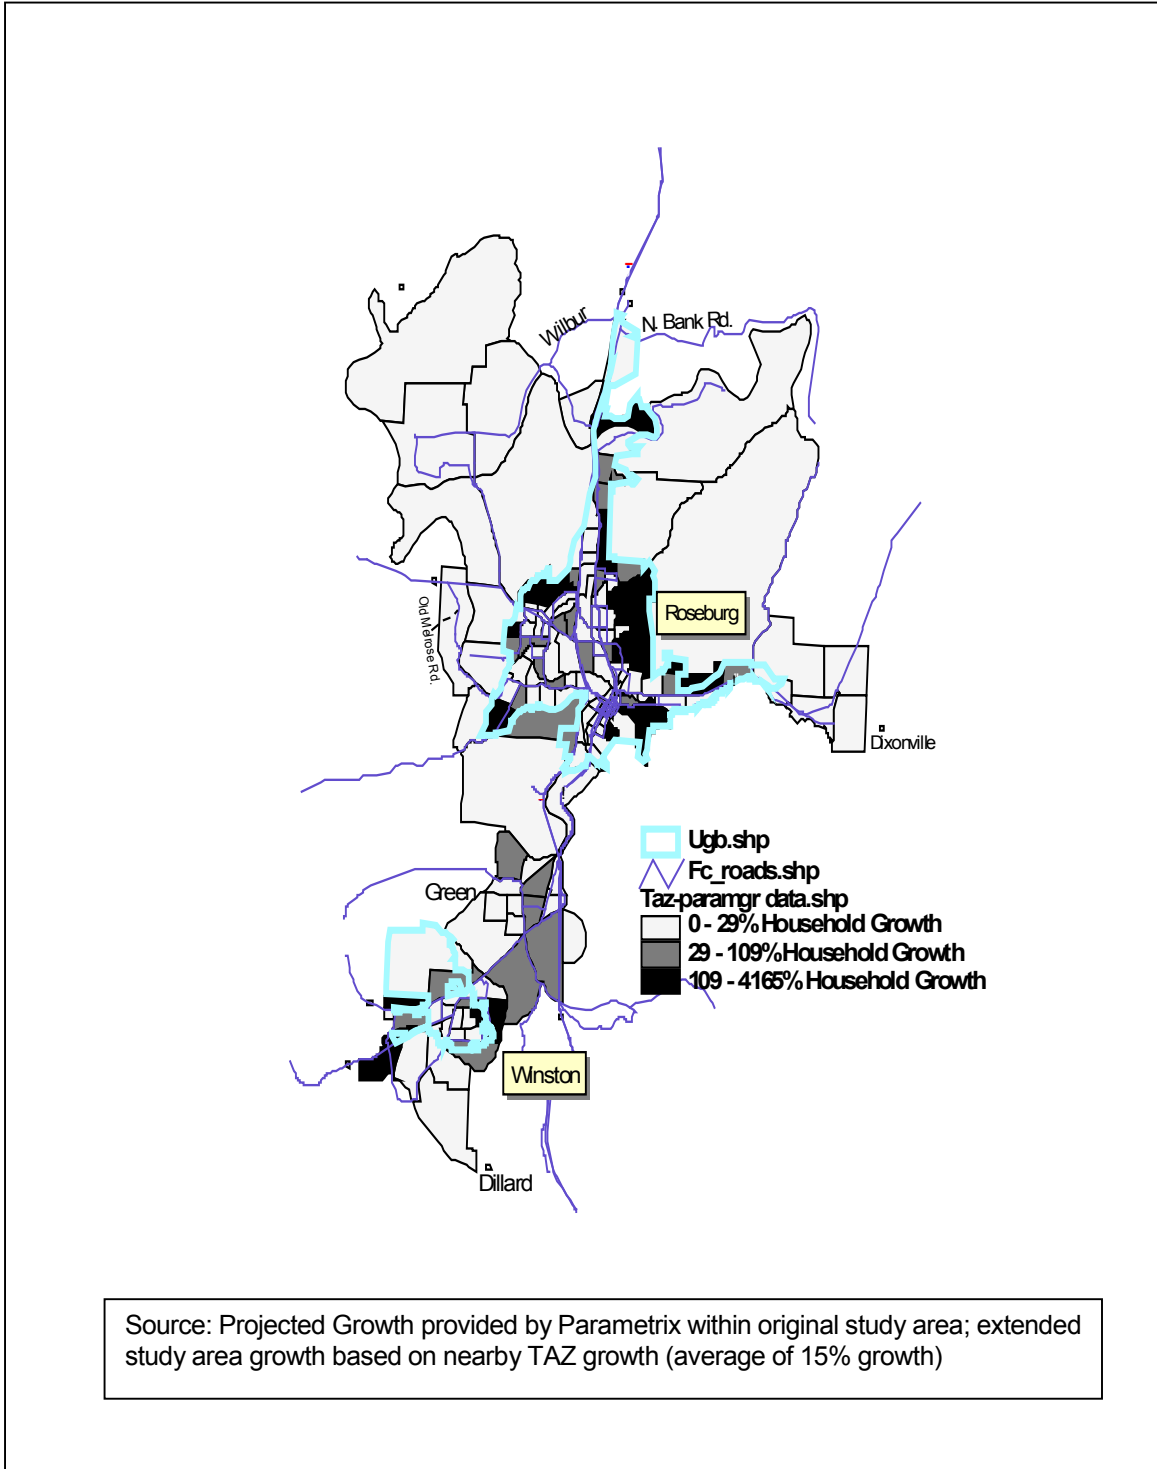 Wilbur
N. Bank Rd.
Roseburg
Old Melrose Rd.
Dixonville
Ugb.shp
Fc_roads.shp
Taz-paramgr data.shp
0 - 29% Household Growth
29 - 109% Household Growth
109 - 4165% Household Growth
Green
Winston
Dillard
Source: Projected Growth provided by Parametrix within original study area; extended
study area growth based on nearby TAZ growth (average of 15% growth)